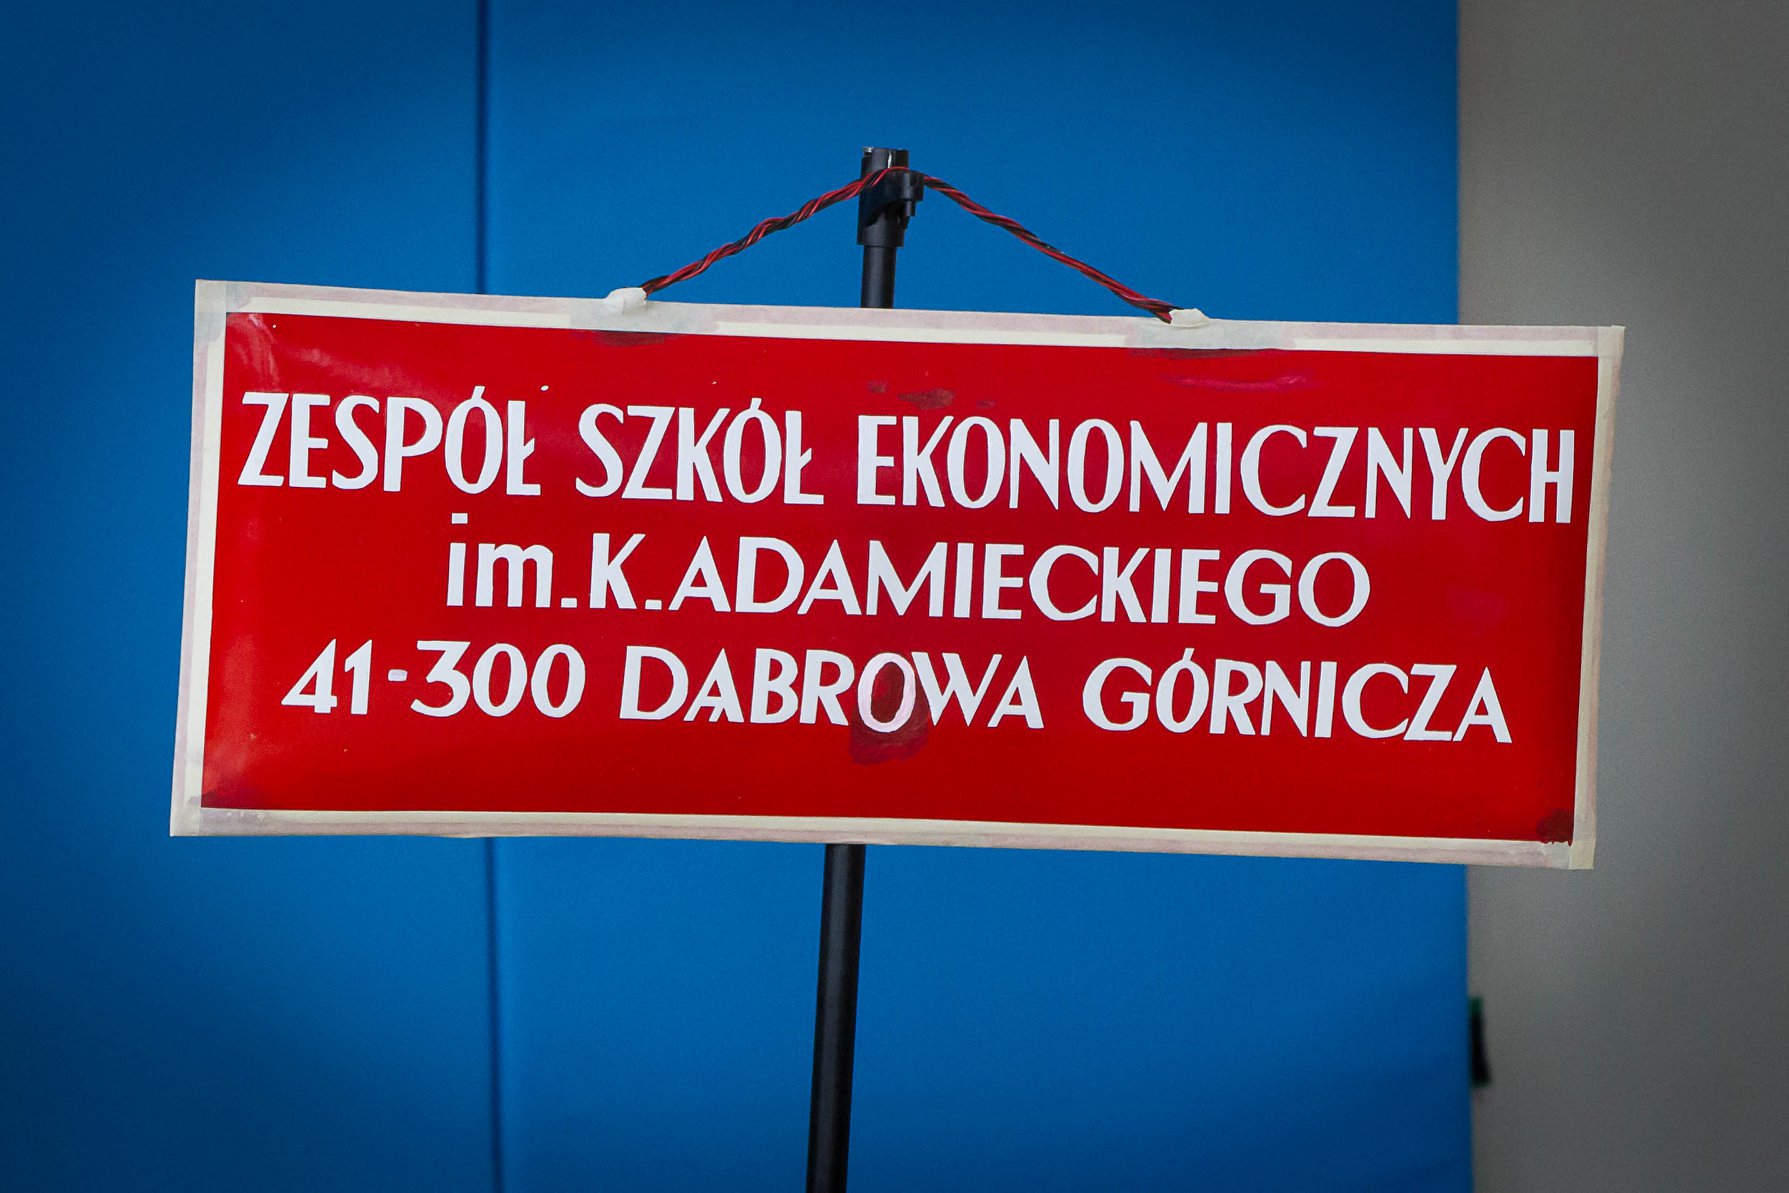 ZESPÓŁ SZKÓŁ EKONOMICZNYCH
im.K.ADAMIECKIEGO
41-300 DĄBROWA GÓRNICZA